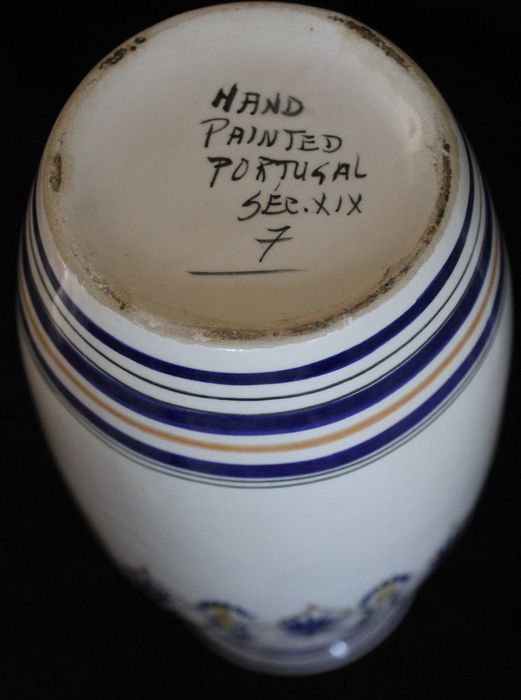 HAND
PAINTED
PORTUGAL
SEC.XIX
7